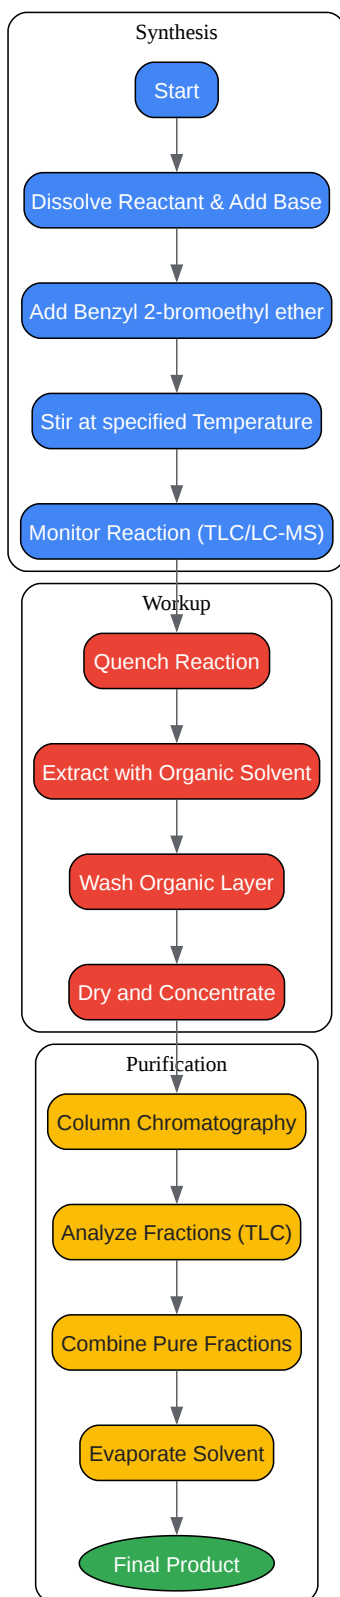 Synthesis
Start
Dissolve Reactant & Add Base
Add Benzyl 2-bromoethyl ether
Stir at specified Temperature
Monitor Reaction (TLC/LC-MS)
Workup
Quench Reaction
Extract with Organic Solvent
Wash Organic Layer
Dry and Concentrate
Purification
Column Chromatography
Analyze Fractions (TLC)
Combine Pure Fractions
Evaporate Solvent
Final Product